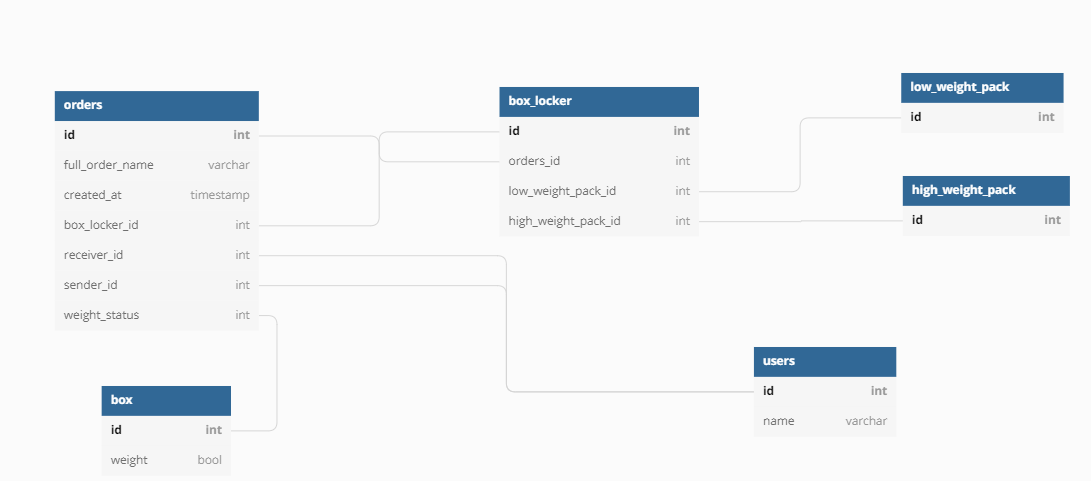 orders
id int
full_order_name varchar
created_at timestamp
box_locker_id int
receiver_id int
sender_id int
weight_status int
box_locker
id int
orders_id int
low_weight_pack_id int
high_weight_pack_id int
low_weight_pack
id int
high_weight_pack
id int
users
id int
name varchar
box
id int
weight bool